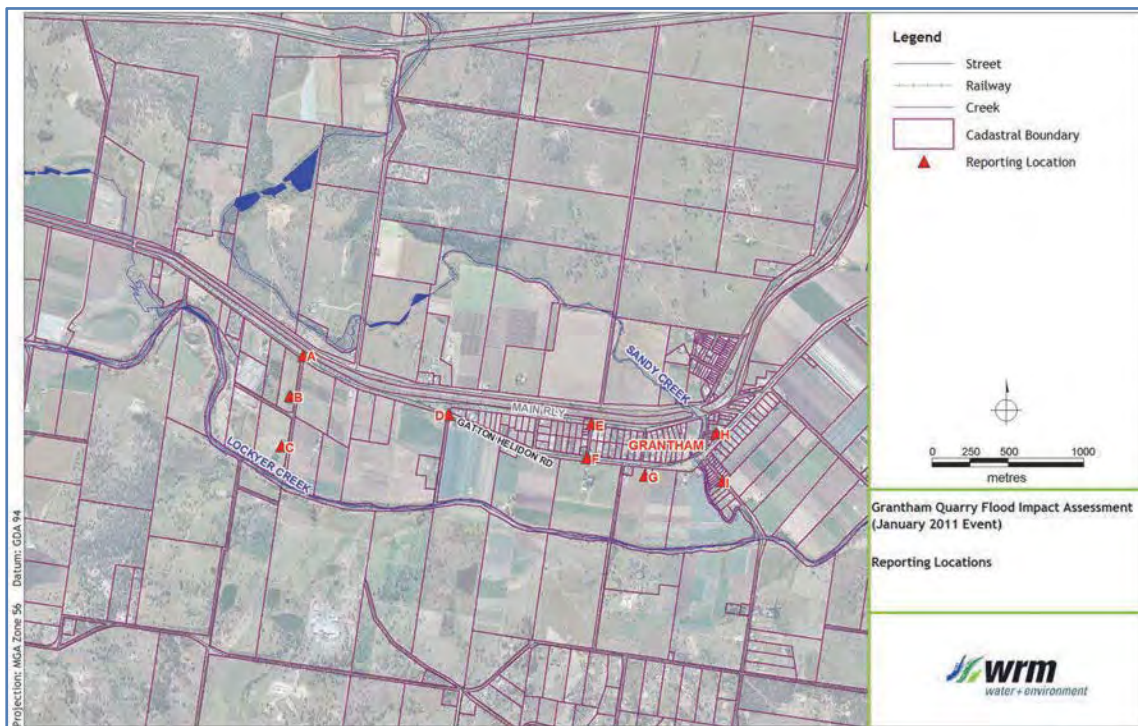 Legend
Street
Railway
Creek
Cadastral Boundary
Reporting Location
A
B
SANDY CREEK
C
D
MAIN RLY
E
GATTON HELIDON RD
GRANTHAM
H
F
G
I
LOCKYER CREEK
0 500 1000
metres
Grantham Quarry Flood Impact Assessment
(January 2011 Event)
Reporting Locations
Projection: MGA Zone 56 Datum: GDA 94
wrm
water + environment